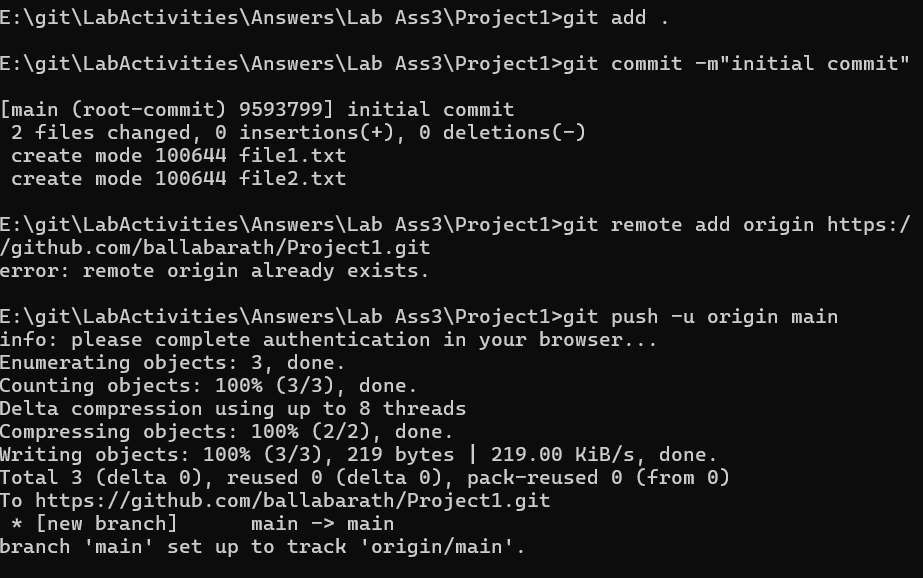 E:\git\LabActivities\Answers\Lab Ass3\Project1>git add .
E:\git\LabActivities\Answers\Lab Ass3\Project1>git commit -m"initial commit"
[main (root-commit) 9593799] initial commit
 2 files changed, 0 insertions(+), 0 deletions(-)
 create mode 100644 file1.txt
 create mode 100644 file2.txt
E:\git\LabActivities\Answers\Lab Ass3\Project1>git remote add origin https:/
/github.com/ballabarath/Project1.git
error: remote origin already exists.
E:\git\LabActivities\Answers\Lab Ass3\Project1>git push -u origin main
info: please complete authentication in your browser...
Enumerating objects: 3, done.
Counting objects: 100% (3/3), done.
Delta compression using up to 8 threads
Compressing objects: 100% (2/2), done.
Writing objects: 100% (3/3), 219 bytes | 219.00 KiB/s, done.
Total 3 (delta 0), reused 0 (delta 0), pack-reused 0 (from 0)
To https://github.com/ballabarath/Project1.git
 * [new branch]      main -> main
branch 'main' set up to track 'origin/main'.